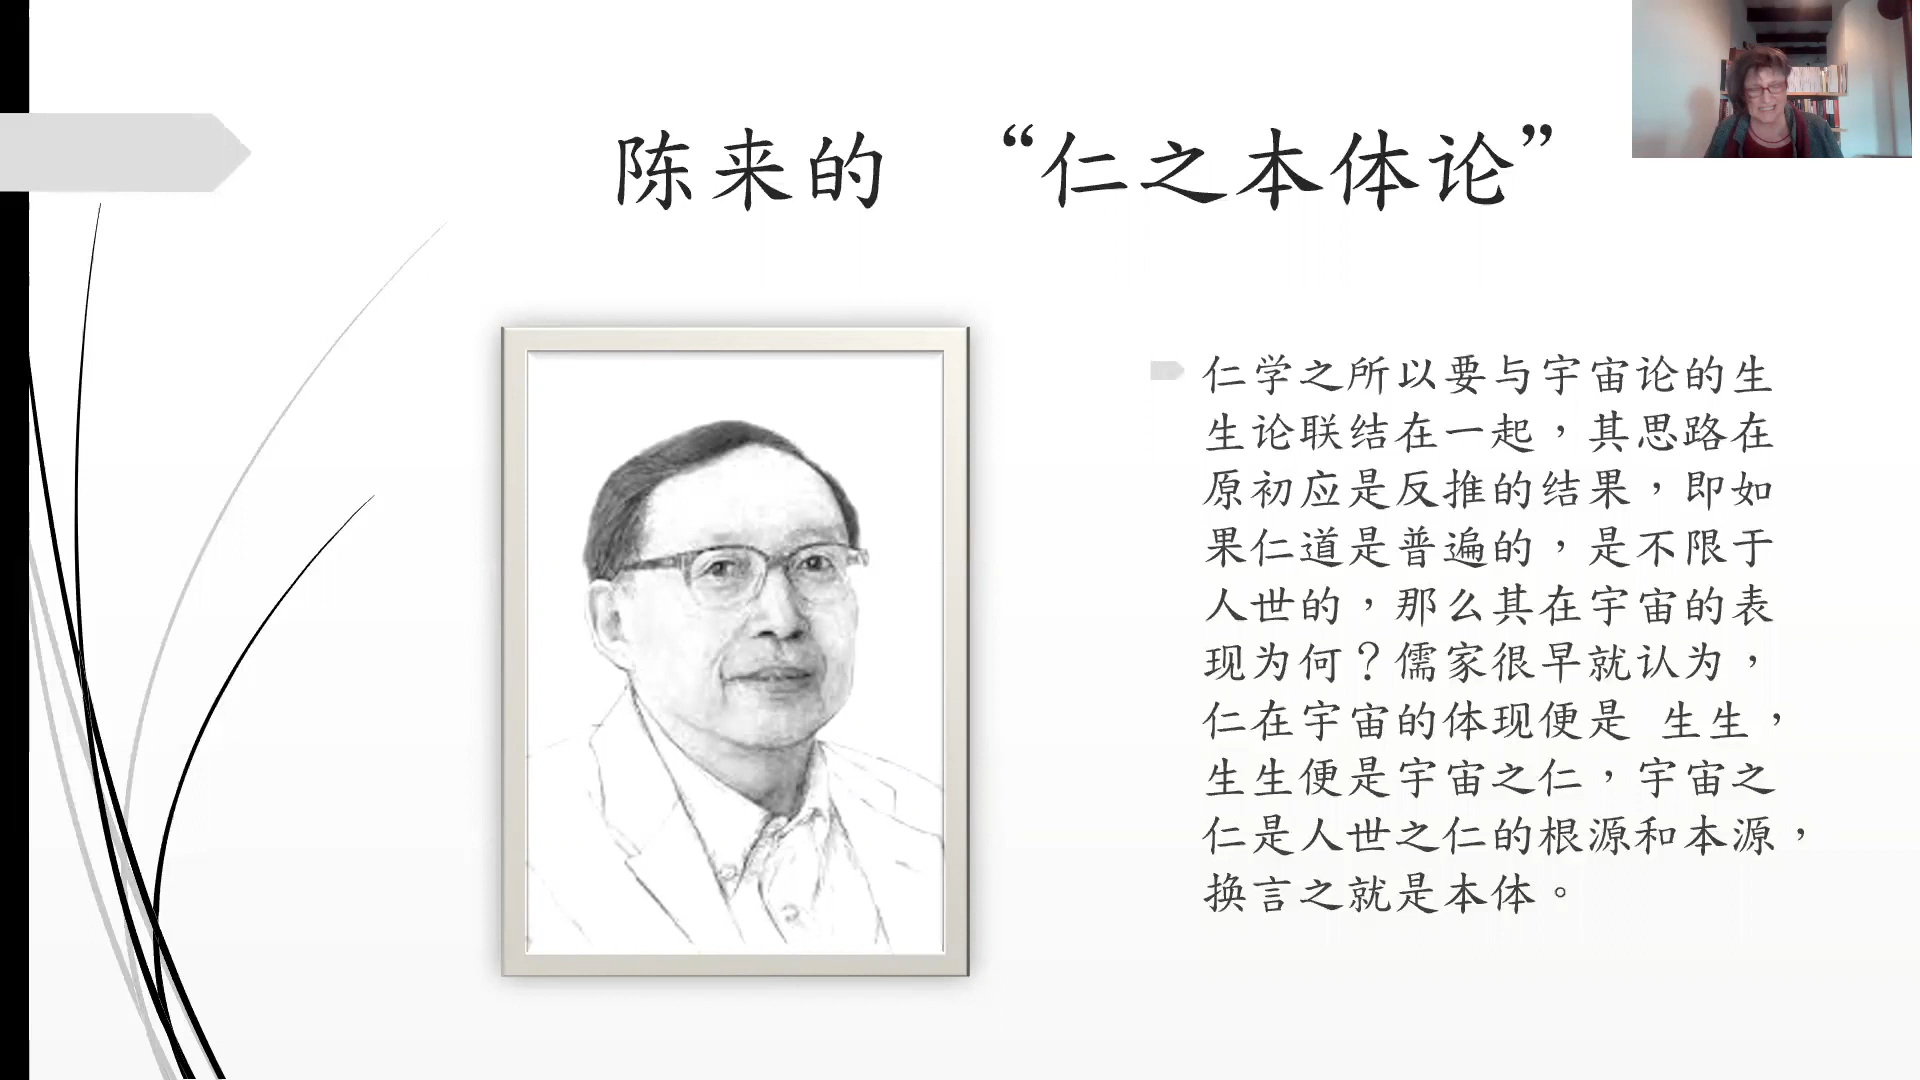 陈来的 “仁之本体论”
仁学之所以要与宇宙论的生
生论联结在一起，其思路在
原初应是反推的结果，即如
果仁道是普遍的，是不限于
人世的，那么其在宇宙的表
现为何？儒家很早就认为，
仁在宇宙的体现便是 生生，
生生便是宇宙之仁，宇宙之
仁是人世之仁的根源和本源，
换言之就是本体。